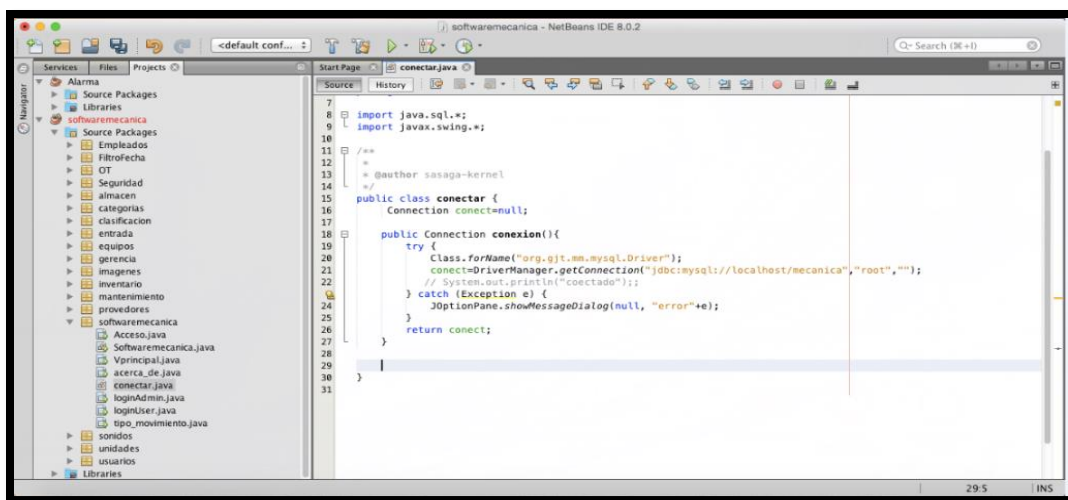 softwaremecanica - NetBeans IDE 8.0.2
<default conf...
Search (⌘+I)
Services Files Projects
Start Page conectar.java
Navigator
Alarma
Source Packages
Libraries
softwaremecanica
Source Packages
Empleados
FiltroFecha
OT
Seguridad
almacen
categorias
clasificacion
entrada
equipos
gerencia
imagenes
inventario
mantenimiento
provedores
softwaremecanica
Acceso.java
Softwaremecanica.java
Vprincipal.java
acerca_de.java
conectar.java
loginAdmin.java
loginUser.java
tipo_movimiento.java
sonidos
unidades
usuarios
Libraries
Source History
7
8 import java.sql.*;
9 import javax.swing.*;
10
11 /**
12 *
13 * @author sasaga-kernel
14 */
15 public class conectar {
16 Connection conect=null;
17
18 public Connection conexion(){
19 try {
20 Class.forName("org.gjt.mm.mysql.Driver");
21 conect=DriverManager.getConnection("jdbc:mysql://localhost/mecanica","root","");
22 // System.out.println("coectado");;
} catch (Exception e) {
24 JOptionPane.showMessageDialog(null, "error"+e);
25 }
26 return conect;
27 }
28
29
30 }
31
29:5 INS